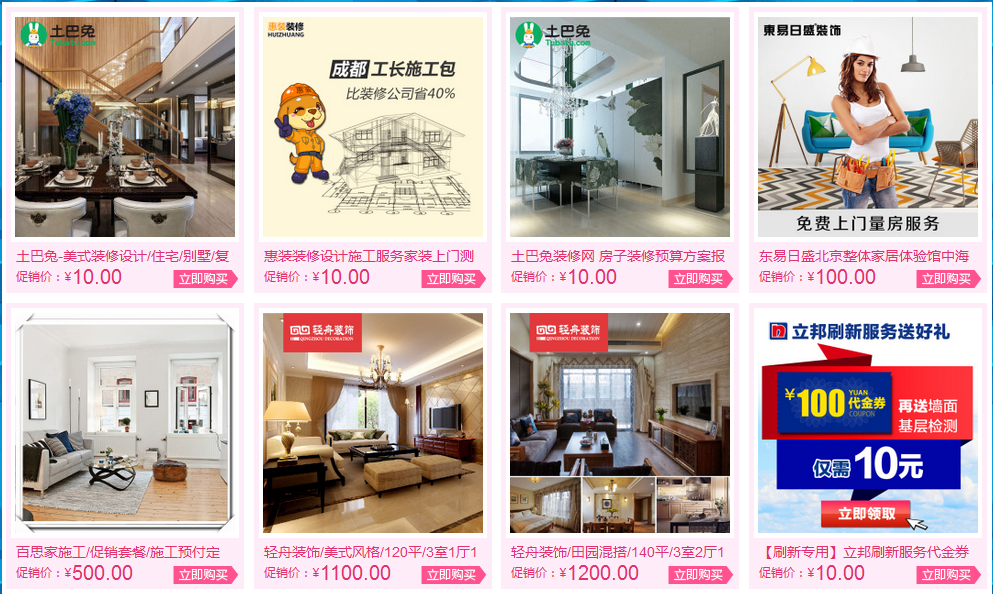 土巴兔
Tubatu.com
土巴兔-美式装修设计/住宅/别墅/复
促销价：¥10.00
立即购买
惠装装修
HUIZHUANG
成都 工长施工包
比装修公司省40%
惠装装修设计施工服务家装上门测
促销价：¥10.00
立即购买
土巴兔
Tubatu.com
土巴兔装修网 房子装修预算方案报
促销价：¥10.00
立即购买
東易日盛装饰
免费上门量房服务
东易日盛北京整体家居体验馆中海
促销价：¥100.00
立即购买
百思家施工/促销套餐/施工预付定
促销价：¥500.00
立即购买
轻舟装饰
QINGZHOU DECORATION
轻舟装饰/美式风格/120平/3室1厅1
促销价：¥1100.00
立即购买
轻舟装饰
QINGZHOU DECORATION
轻舟装饰/田园混搭/140平/3室2厅1
促销价：¥1200.00
立即购买
立邦刷新服务送好礼
¥100 YUAN
代金券
COUPON
再送墙面
基层检测
仅需10元
立即领取
【刷新专用】立邦刷新服务代金券
促销价：¥10.00
立即购买